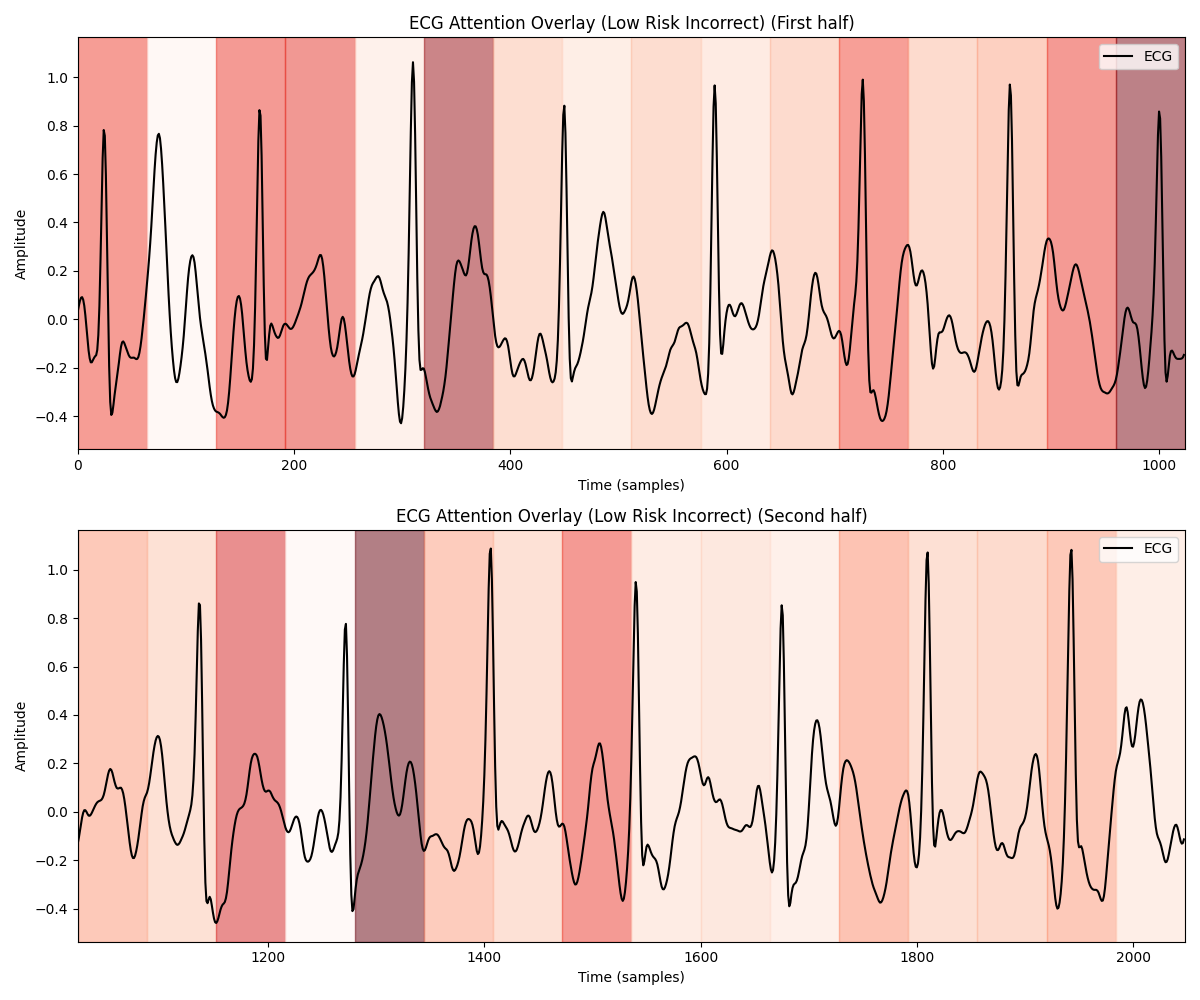 ECG Attention Overlay (Low Risk Incorrect) (First half)
ECG
1.0
0.8
0.6
0.4
0.2
0.0
−0.2
−0.4
Amplitude
0 200 400 600 800 1000
Time (samples)
ECG Attention Overlay (Low Risk Incorrect) (Second half)
ECG
1.0
0.8
0.6
0.4
0.2
0.0
−0.2
−0.4
Amplitude
1200 1400 1600 1800 2000
Time (samples)